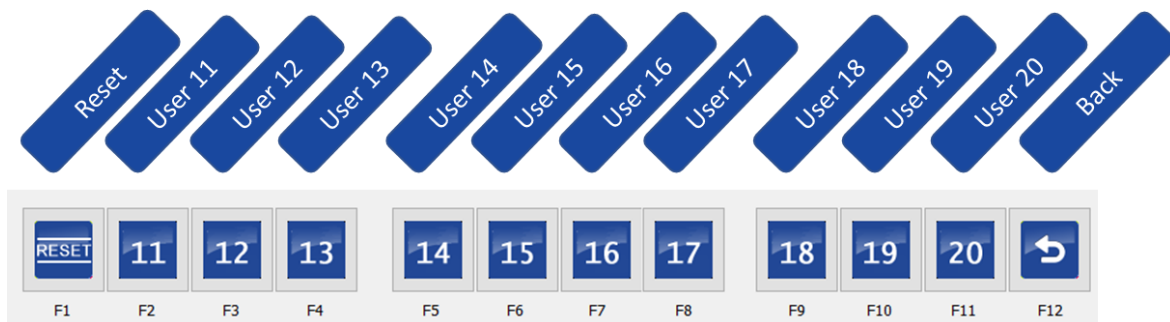 Reset User 11 User 12 User 13 User 14 User 15 User 16 User 17 User 18 User 19 User 20 Back
RESET 11 12 13 14 15 16 17 18 19 20
F1 F2 F3 F4 F5 F6 F7 F8 F9 F10 F11 F12